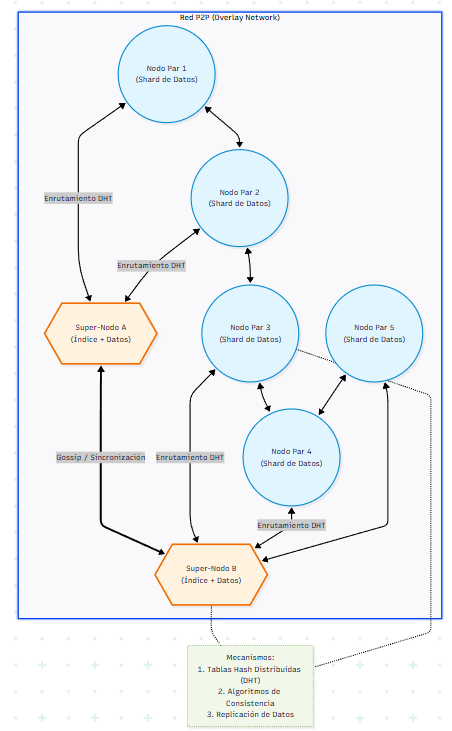 Red P2P (Overlay Network)
Nodo Par 1
(Shard de Datos)
Nodo Par 2
(Shard de Datos)
Enrutamiento DHT
Enrutamiento DHT
Super-Nodo A
(Índice + Datos)
Nodo Par 3
(Shard de Datos)
Nodo Par 5
(Shard de Datos)
Gossip / Sincronización
Enrutamiento DHT
Nodo Par 4
(Shard de Datos)
Enrutamiento DHT
Super-Nodo B
(Índice + Datos)
Mecanismos:
1. Tablas Hash Distribuidas
(DHT)
2. Algoritmos de
Consistencia
3. Replicación de Datos